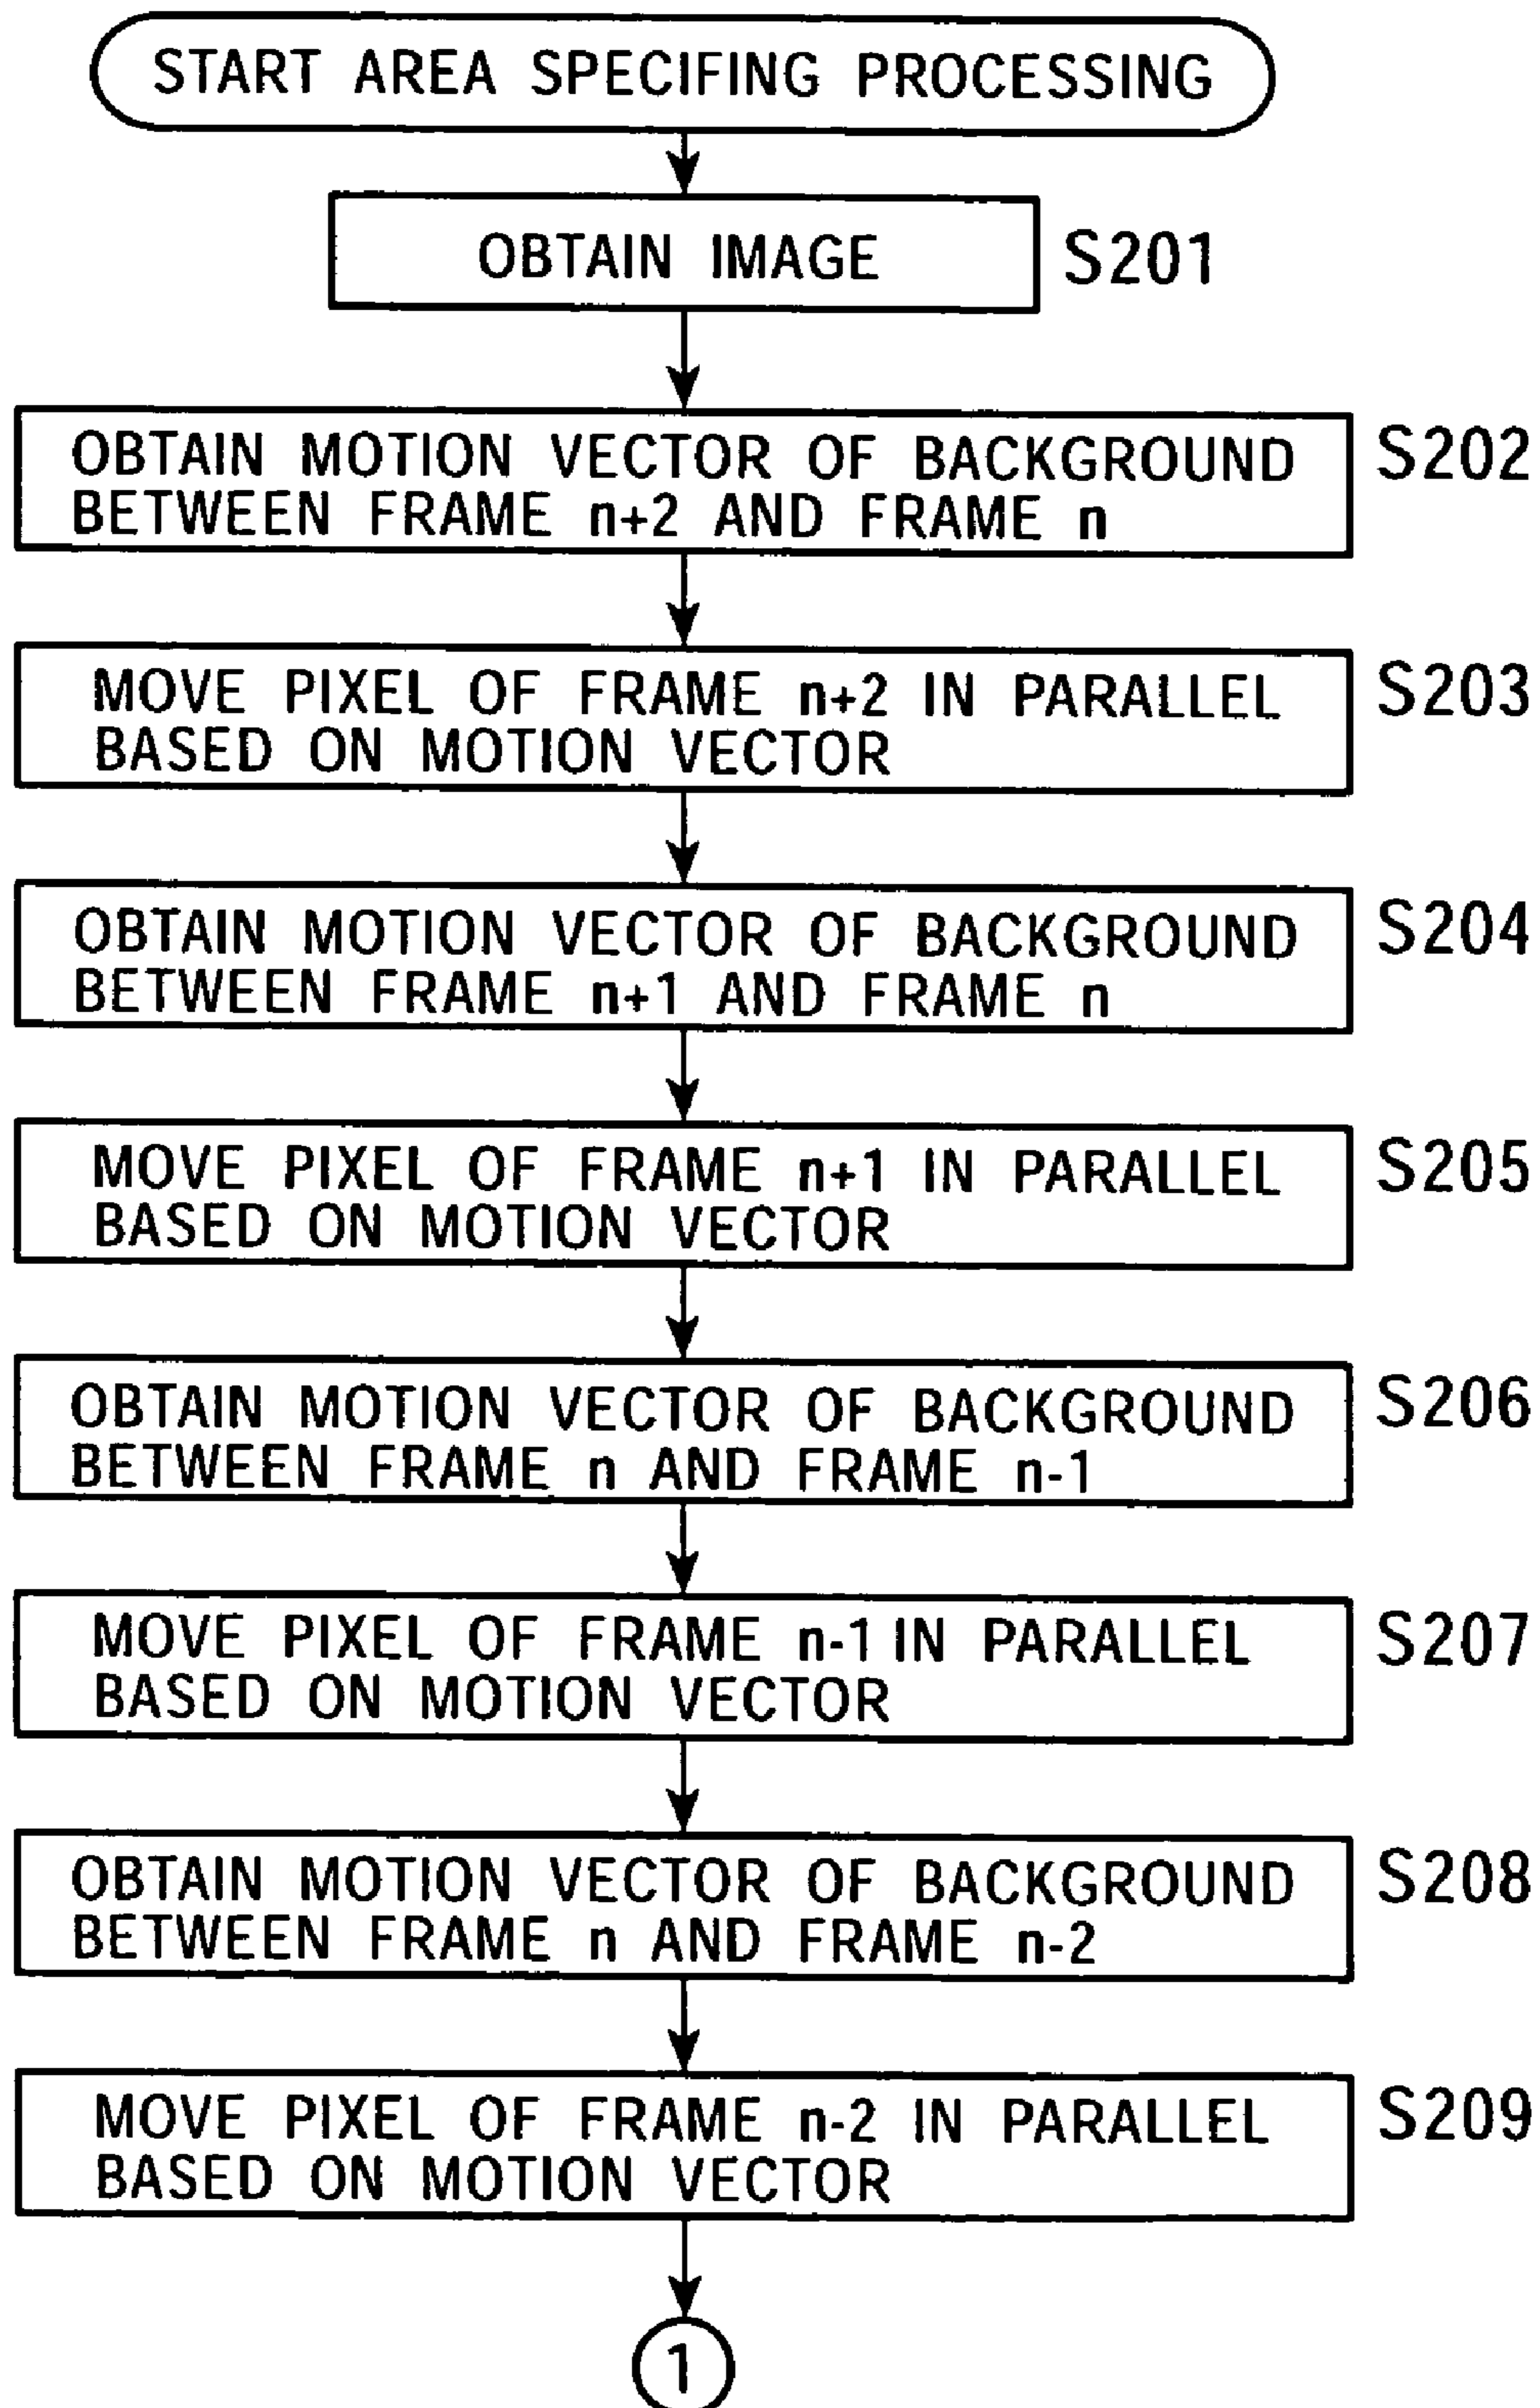 START AREA SPECIFING PROCESSING
OBTAIN IMAGE
S201
OBTAIN MOTION VECTOR OF BACKGROUND
BETWEEN FRAME n+2 AND FRAME n
S202
MOVE PIXEL OF FRAME n+2 IN PARALLEL
BASED ON MOTION VECTOR
S203
OBTAIN MOTION VECTOR OF BACKGROUND
BETWEEN FRAME n+1 AND FRAME n
S204
MOVE PIXEL OF FRAME n+1 IN PARALLEL
BASED ON MOTION VECTOR
S205
OBTAIN MOTION VECTOR OF BACKGROUND
BETWEEN FRAME n AND FRAME n-1
S206
MOVE PIXEL OF FRAME n-1 IN PARALLEL
BASED ON MOTION VECTOR
S207
OBTAIN MOTION VECTOR OF BACKGROUND
BETWEEN FRAME n AND FRAME n-2
S208
MOVE PIXEL OF FRAME n-2 IN PARALLEL
BASED ON MOTION VECTOR
S209
1